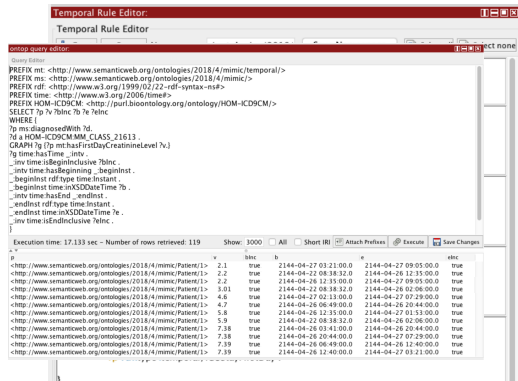 Temporal Rule Editor:
Temporal Rule Editor
select none
ontop query editor:
Query Editor
PREFIX mt: <http://www.semanticweb.org/ontologies/2018/4/mimic/temporal/>
PREFIX ms: <http://www.semanticweb.org/ontologies/2018/4/mimic/>
PREFIX rdf: <http://www.w3.org/1999/02/22-rdf-syntax-ns#>
PREFIX time: <http://www.w3.org/2006/time#>
PREFIX HOM-ICD9CM: <http://purl.bioontology.org/ontology/HOM-ICD9CM/>
SELECT ?p ?v ?bInc ?b ?e ?eInc
WHERE {
?p ms:diagnosedWith ?d.
?d a HOM-ICD9CM:MM_CLASS_21613 .
GRAPH ?g {?p mt:hasFirstDayCreatinineLevel ?v.}
?g time:hasTime _:intv .
_:inv time:isBeginInclusive ?bInc .
_:inv time:hasBeginning _:beginInst .
_:beginInst rdf:type time:Instant .
_:beginInst time:inXSDDateTime ?b .
_:inv time:hasEnd _:endInst .
_:endInst rdf:type time:Instant .
_:endInst time:inXSDDateTime ?e .
_:inv time:isEndInclusive ?eInc .
}
Execution time: 17.133 sec - Number of rows retrieved: 119 Show: 3000 All Short IRI Attach Prefixes Execute Save Changes
p v bInc b e eInc
<http://www.semanticweb.org/ontologies/2018/4/mimic/Patient/1> 2.1 true 2144-04-27 03:21:00.0 2144-04-27 09:05:00.0 true
<http://www.semanticweb.org/ontologies/2018/4/mimic/Patient/1> 2.2 true 2144-04-22 08:38:32.0 2144-04-26 12:35:00.0 true
<http://www.semanticweb.org/ontologies/2018/4/mimic/Patient/1> 2.2 true 2144-04-26 12:35:00.0 2144-04-27 09:05:00.0 true
<http://www.semanticweb.org/ontologies/2018/4/mimic/Patient/1> 3.01 true 2144-04-22 08:38:32.0 2144-04-26 02:06:00.0 true
<http://www.semanticweb.org/ontologies/2018/4/mimic/Patient/1> 4.6 true 2144-04-27 02:13:00.0 2144-04-27 07:29:00.0 true
<http://www.semanticweb.org/ontologies/2018/4/mimic/Patient/1> 4.7 true 2144-04-26 06:49:00.0 2144-04-26 20:44:00.0 true
<http://www.semanticweb.org/ontologies/2018/4/mimic/Patient/1> 5.8 true 2144-04-26 12:35:00.0 2144-04-27 01:53:00.0 true
<http://www.semanticweb.org/ontologies/2018/4/mimic/Patient/1> 5.9 true 2144-04-22 08:38:32.0 2144-04-26 02:06:00.0 true
<http://www.semanticweb.org/ontologies/2018/4/mimic/Patient/1> 7.38 true 2144-04-26 03:41:00.0 2144-04-26 20:44:00.0 true
<http://www.semanticweb.org/ontologies/2018/4/mimic/Patient/1> 7.38 true 2144-04-26 20:44:00.0 2144-04-27 07:29:00.0 true
<http://www.semanticweb.org/ontologies/2018/4/mimic/Patient/1> 7.39 true 2144-04-26 06:49:00.0 2144-04-26 12:40:00.0 true
<http://www.semanticweb.org/ontologies/2018/4/mimic/Patient/1> 7.39 true 2144-04-26 12:40:00.0 2144-04-27 03:21:00.0 true